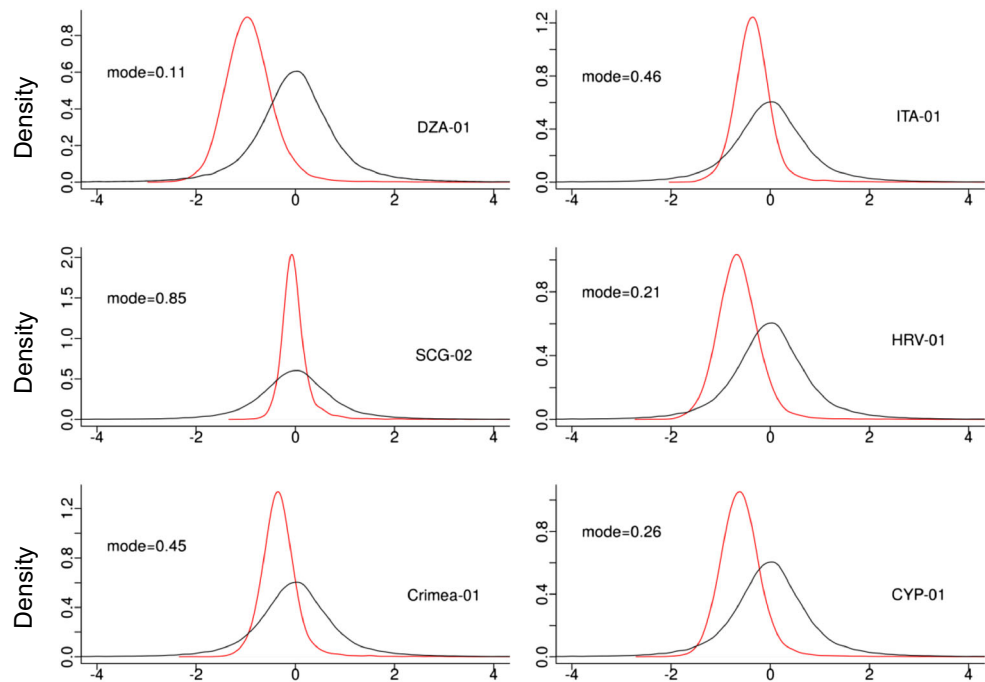 Density
0.0 0.2 0.4 0.6 0.8
mode=0.11
DZA-01
-4 -2 0 2 4
0.0 0.4 0.8 1.2
mode=0.46
ITA-01
-4 -2 0 2 4
0.0 0.5 1.0 1.5 2.0
mode=0.85
SCG-02
-4 -2 0 2 4
0.0 0.4 0.8
mode=0.21
HRV-01
-4 -2 0 2 4
Density
0.0 0.4 0.8 1.2
mode=0.45
Crimea-01
-4 -2 0 2 4
0.0 0.4 0.8
mode=0.26
CYP-01
-4 -2 0 2 4